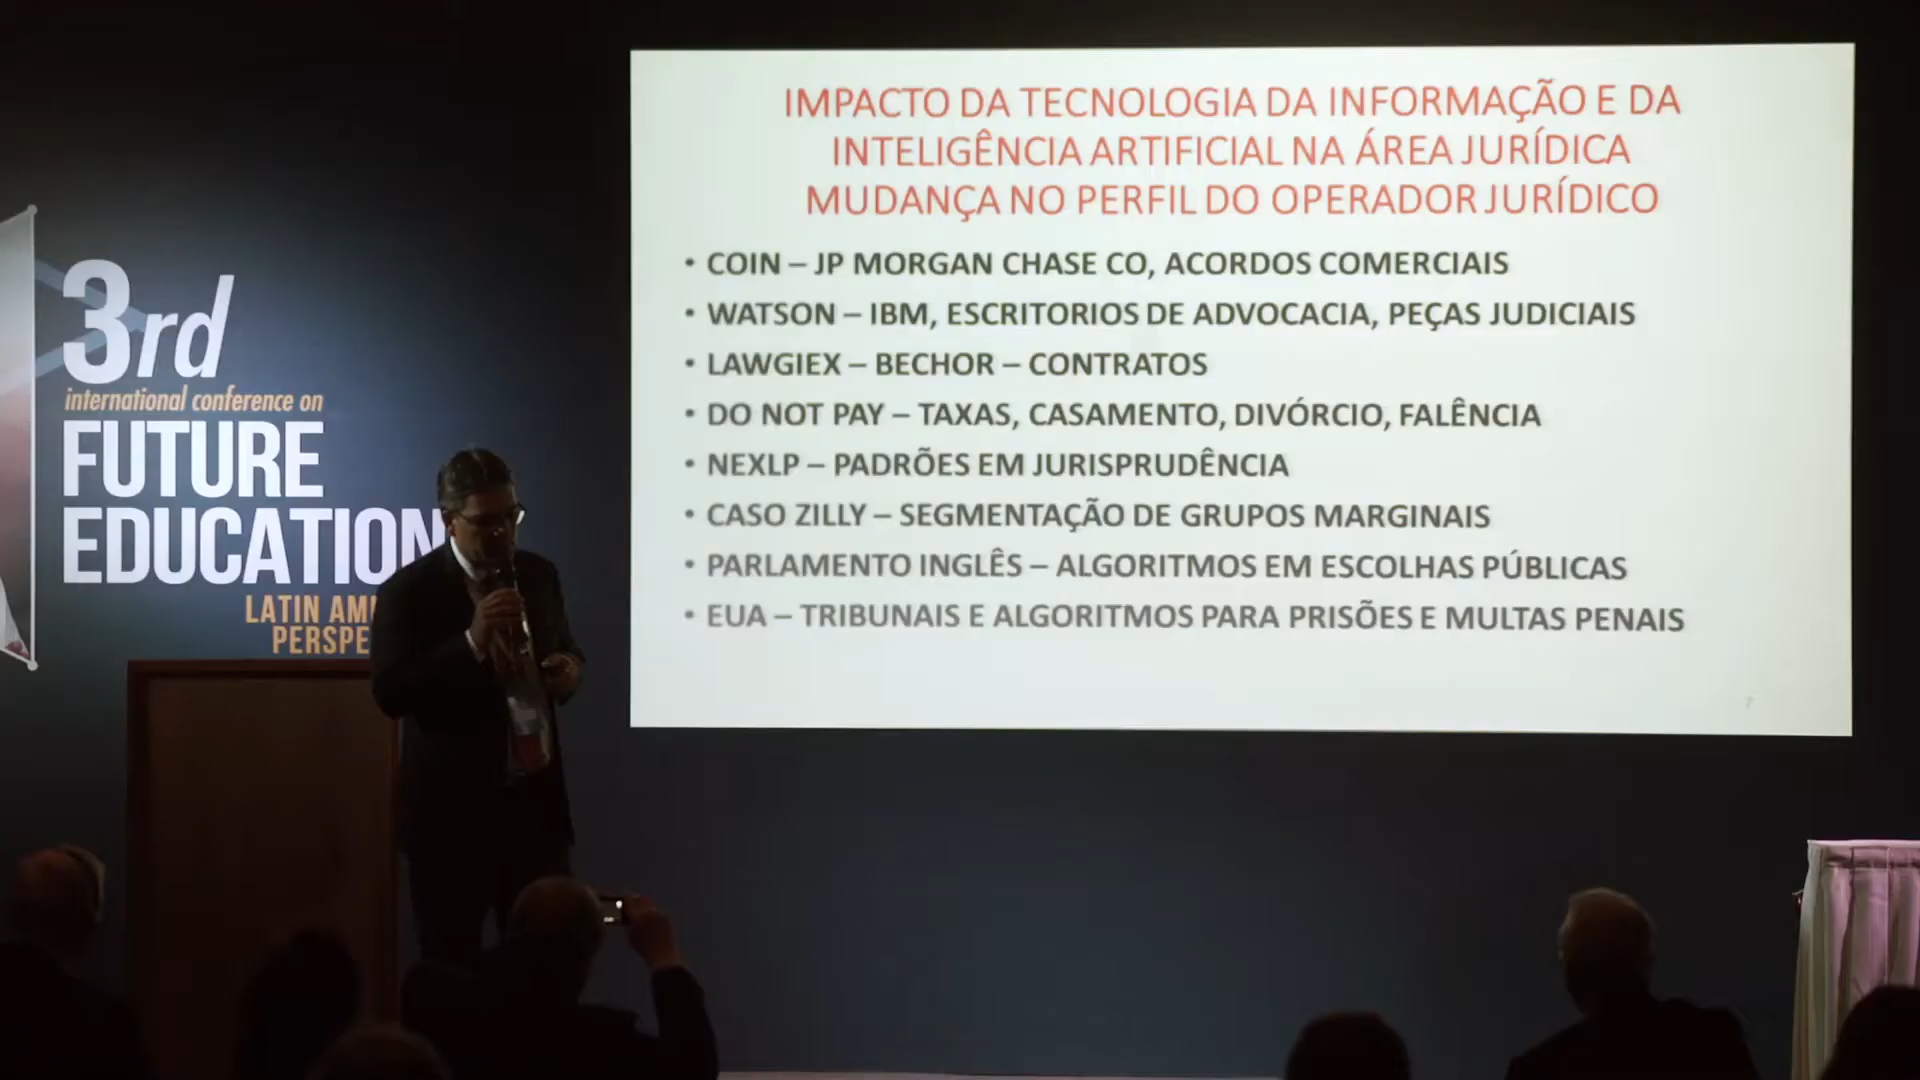 3rd
international conference on
FUTURE
EDUCATION
LATIN
IMPACTO DA TECNOLOGIA DA INFORMAÇÃO E DA
INTELIGÊNCIA ARTIFICIAL NA ÁREA JURÍDICA
MUDANÇA NO PERFIL DO OPERADOR JURÍDICO
• COIN – JP MORGAN CHASE CO, ACORDOS COMERCIAIS
• WATSON – IBM, ESCRITORIOS DE ADVOCACIA, PEÇAS JUDICIAIS
• LAWGIEX – BECHOR – CONTRATOS
• DO NOT PAY – TAXAS, CASAMENTO, DIVÓRCIO, FALÊNCIA
• NEXLP – PADRÕES EM JURISPRUDÊNCIA
• CASO ZILLY – SEGMENTAÇÃO DE GRUPOS MARGINAIS
• PARLAMENTO INGLÊS – ALGORITMOS EM ESCOLHAS PÚBLICAS
• EUA – TRIBUNAIS E ALGORITMOS PARA PRISÕES E MULTAS PENAIS